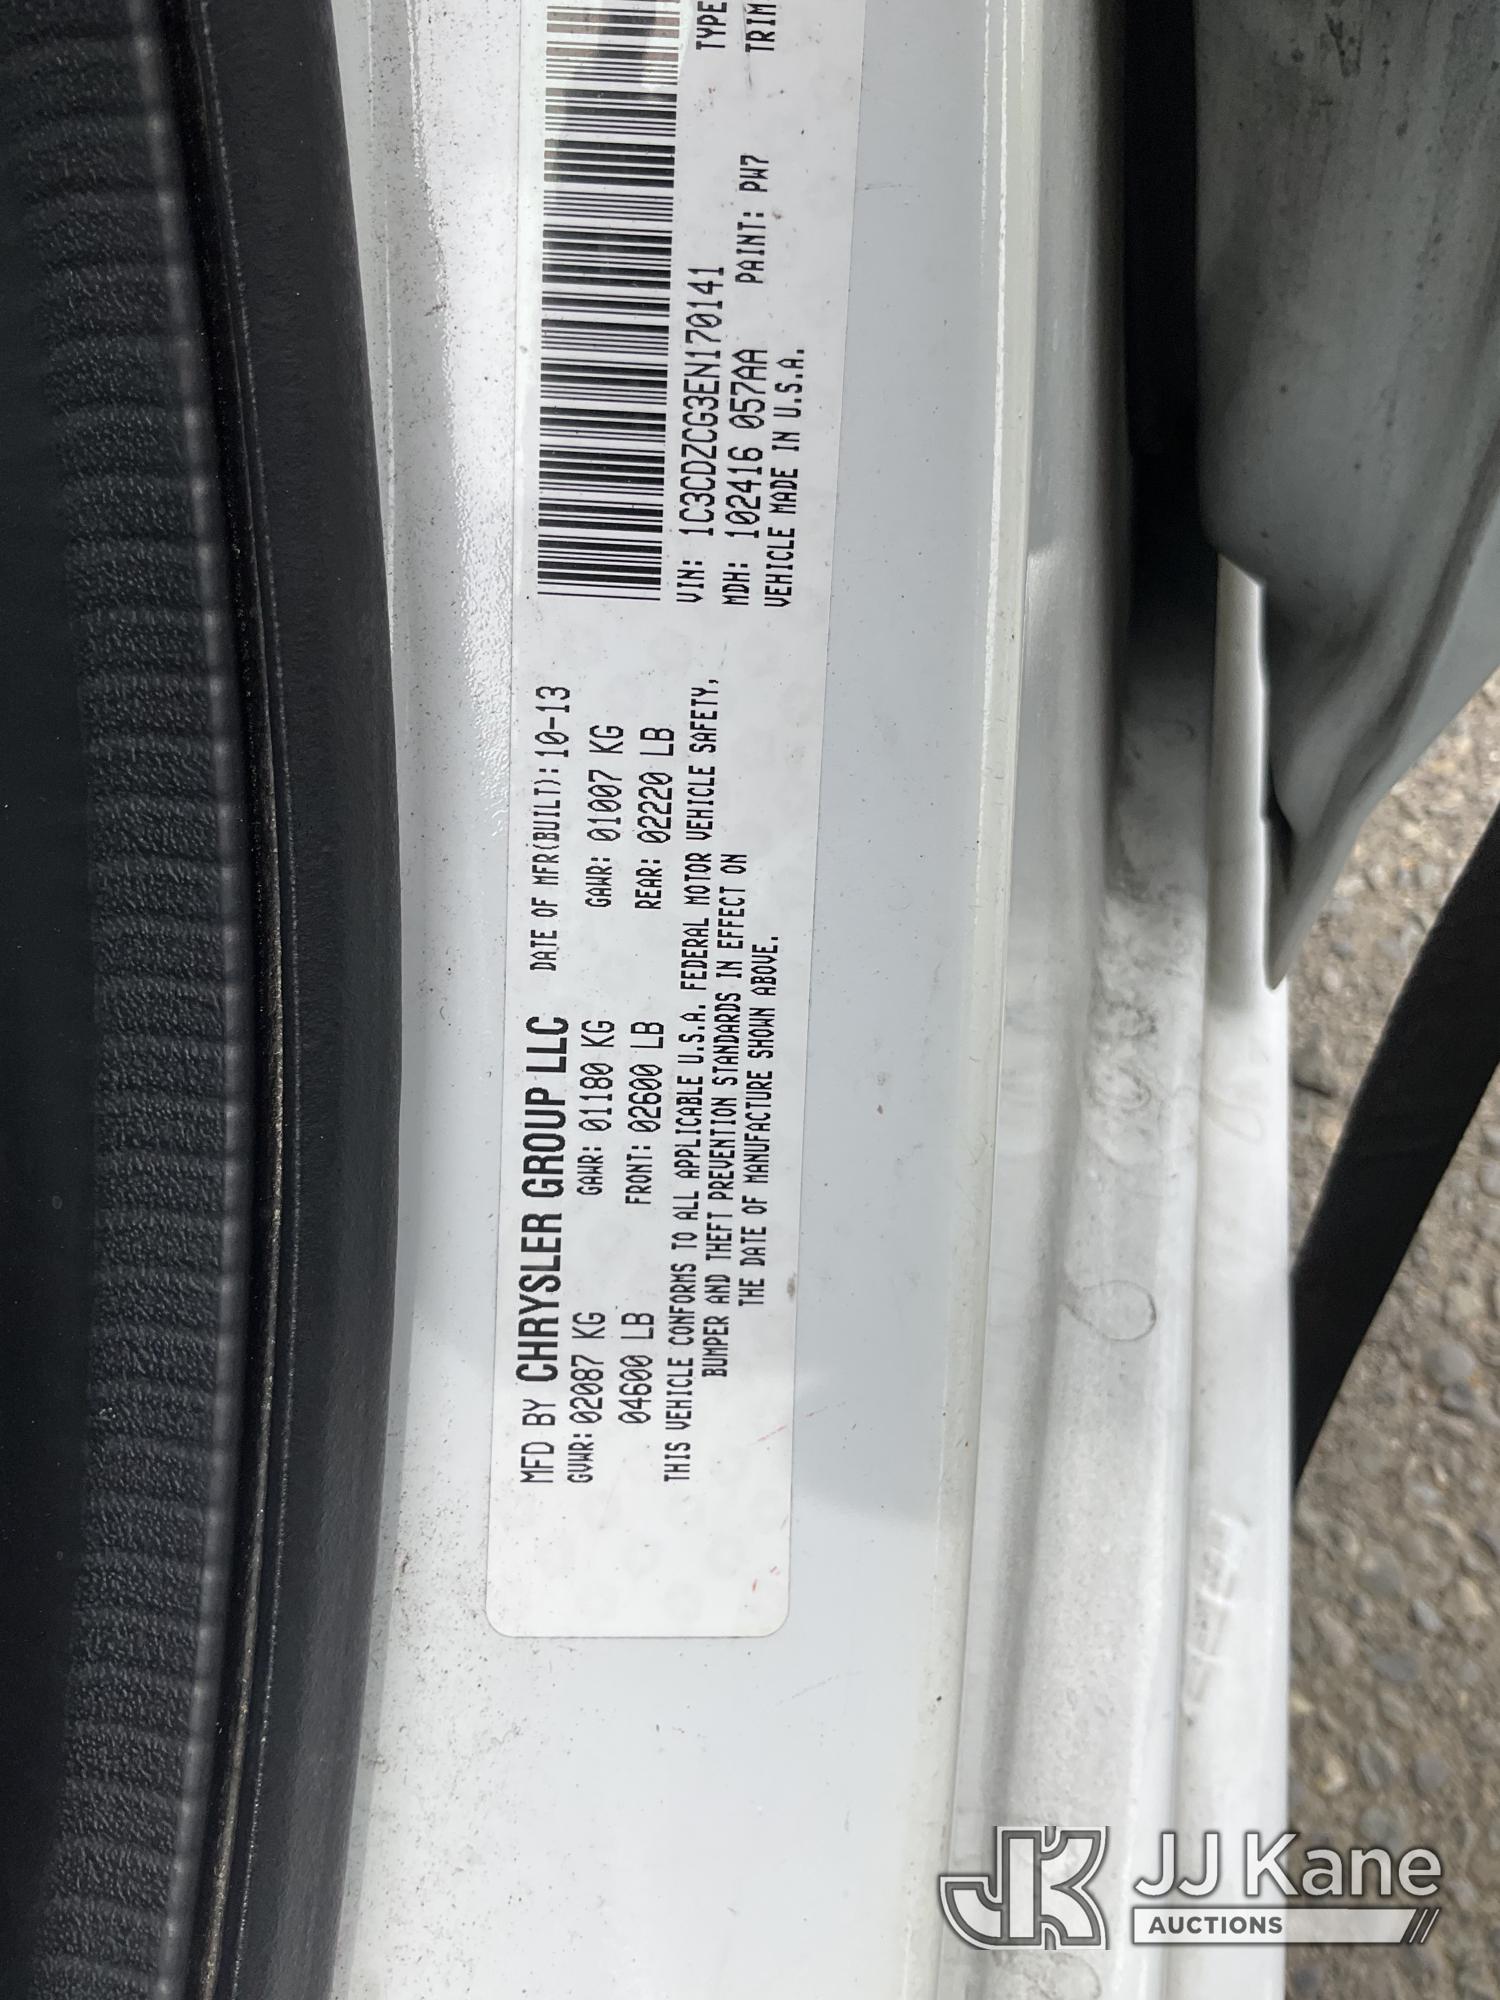 MFD BY CHRYSLER GROUP LLC DATE OF MFR(BUILT): 10-13
GVWR: 02087 KG GAWR: 01180 KG GAWR: 01007 KG
04600 LB FRONT: 02600 LB REAR: 02220 LB
THIS VEHICLE CONFORMS TO ALL APPLICABLE U.S.A. FEDERAL MOTOR VEHICLE SAFETY,
BUMPER AND THEFT PREVENTION STANDARDS IN EFFECT ON
THE DATE OF MANUFACTURE SHOWN ABOVE.
VIN: 1C3CDZCG3EN170141 TYPE
MDH: 102416 057AA PAINT: PW7 TRIM
VEHICLE MADE IN U.S.A.
JK JJ Kane
AUCTIONS